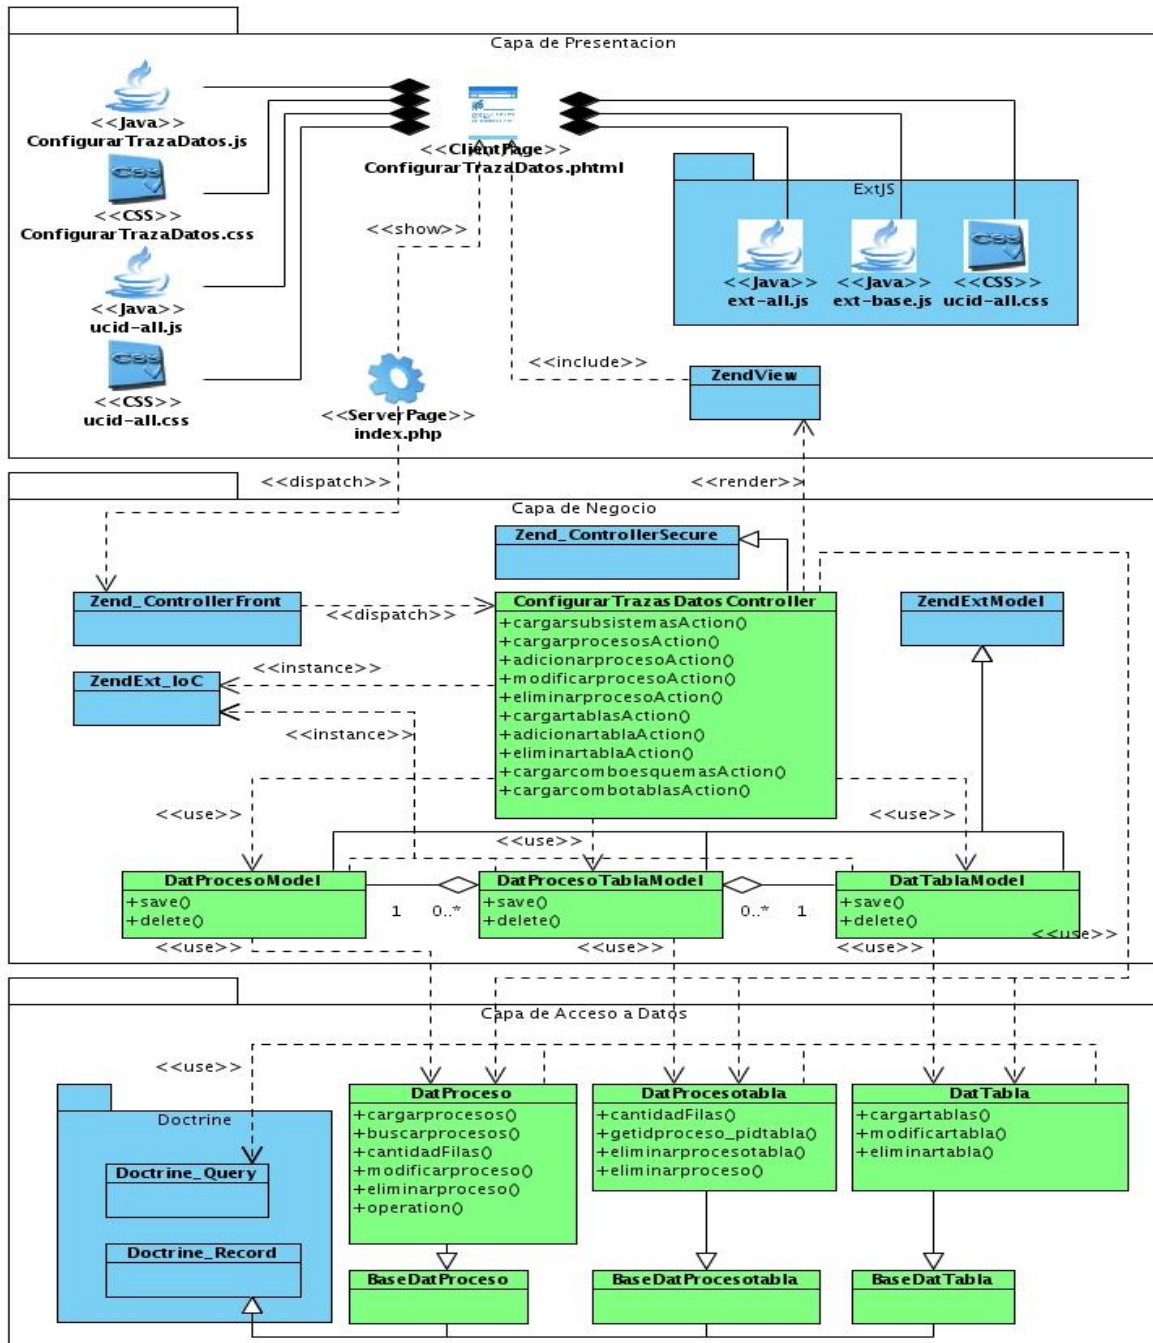 Capa de Presentacion
<<Java>>
ConfigurarTrazaDatos.js
<<CSS>>
ConfigurarTrazaDatos.css
<<Java>>
ucid-all.js
<<CSS>>
ucid-all.css
<<ClientPage>>
ConfigurarTrazaDatos.phtml
<<show>>
ExtJS
<<Java>>
ext-all.js
<<Java>>
ext-base.js
<<CSS>>
ucid-all.css
<<include>>
ZendView
<<ServerPage>>
index.php
<<dispatch>>
<<render>>
Capa de Negocio
Zend_ControllerSecure
Zend_ControllerFront
<<dispatch>>
ConfigurarTrazasDatosController
+cargarsubsistemasAction()
+cargarprocesosAction()
+adicionarprocesoAction()
+modificarprocesoAction()
+eliminarprocesoAction()
+cargartablasAction()
+adicionartablaAction()
+eliminartablaAction()
+cargarcomboesquemasAction()
+cargarcombotablasAction()
ZendExtModel
<<instance>>
ZendExt_IoC
<<instance>>
<<use>>
<<use>>
<<use>>
DatProcesoModel
+save()
+delete()
1
0..*
DatProcesoTablaModel
+save()
+delete()
0..*
1
DatTablaModel
+save()
+delete()
<<use>>
<<use>>
<<use>>
<<use>>
Capa de Acceso a Datos
<<use>>
Doctrine
Doctrine_Query
Doctrine_Record
DatProceso
+cargarprocesos()
+buscarprocesos()
+cantidadFilas()
+modificarproceso()
+eliminarproceso()
+operation()
DatProcesotabla
+cantidadFilas()
+getidproceso_pidtabla()
+eliminarprocesotabla()
+eliminarproceso()
DatTabla
+cargartablas()
+modificartabla()
+eliminartabla()
BaseDatProceso
BaseDatProcesotabla
BaseDatTabla